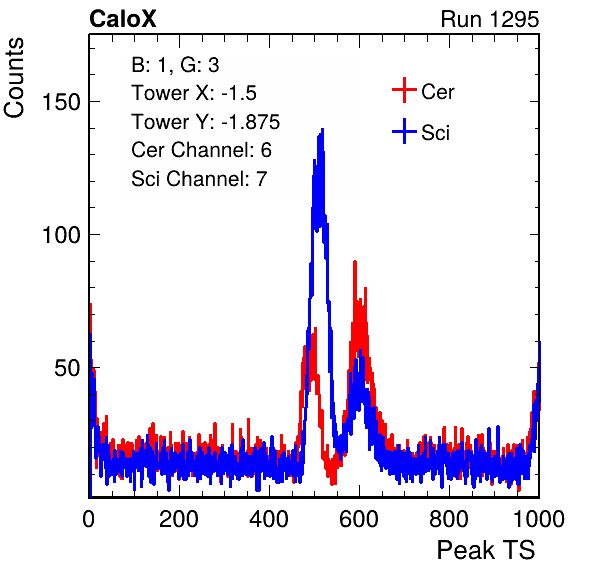 CaloX Run 1295
Counts
B: 1, G: 3
Tower X: -1.5
Tower Y: -1.875
Cer Channel: 6
Sci Channel: 7
Cer
Sci
150
100
50
0 200 400 600 800 1000
Peak TS